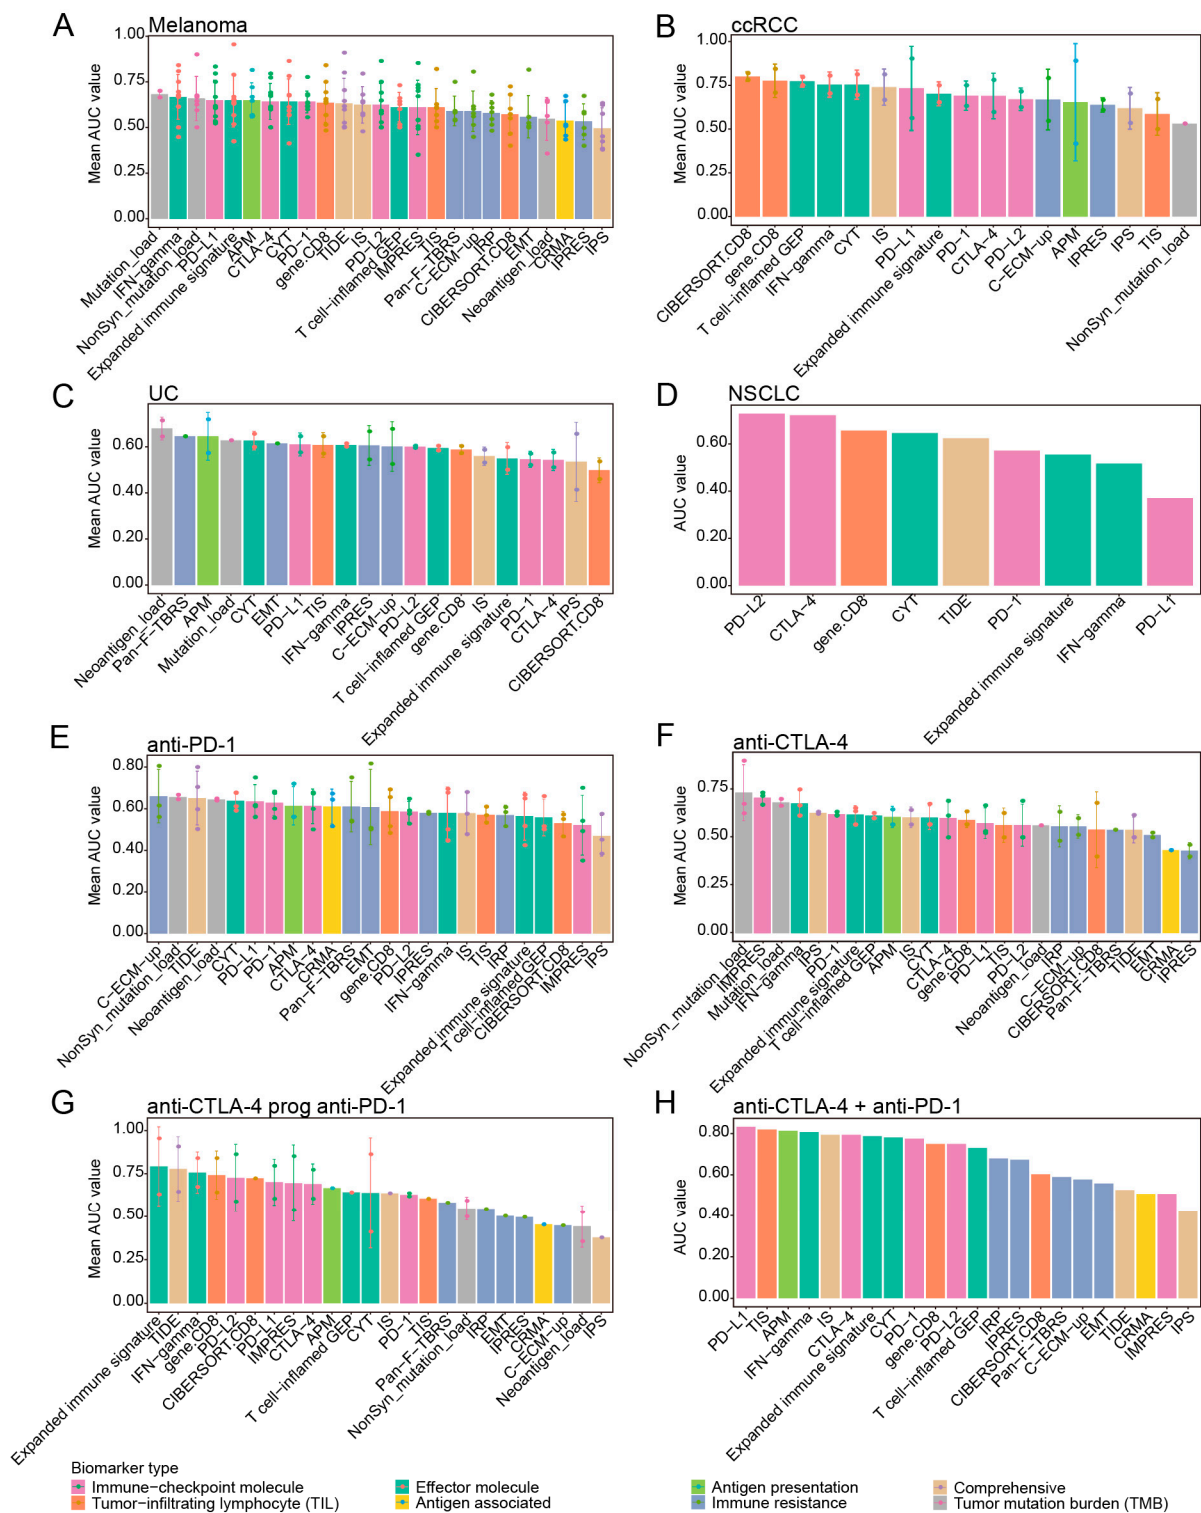 A Melanoma
Mean AUC value
1.00
0.75
0.50
0.25
0.00
Mutation_load
IFN−gamma
NonSyn_mutation_load
PD−L1
Expanded immune signature
APM
CTLA−4
CYT
PD−1
gene.CD8
TIDE
IS
PD−L2
T cell−inflamed GEP
IMPRES
TIS
Pan−F−TBRS
C−ECM−up
IRP
CIBERSORT.CD8
EMT
Neoantigen_load
CRMA
IPRES
IPS
B ccRCC
Mean AUC value
1.00
0.75
0.50
0.25
0.00
CIBERSORT.CD8
gene.CD8
T cell−inflamed GEP
IFN−gamma
CYT
IS
PD−L1
Expanded immune signature
PD−1
CTLA−4
PD−L2
C−ECM−up
APM
IPRES
IPS
TIS
NonSyn_mutation_load
C UC
Mean AUC value
0.60
0.40
0.20
0.00
Neoantigen_load
Pan−F−TBRS
APM
Mutation_load
CYT
EMT
PD−L1
TIS
IFN−gamma
IPRES
C−ECM−up
PD−L2
T cell−inflamed GEP
gene.CD8
IS
Expanded immune signature
PD−1
CTLA−4
IPS
CIBERSORT.CD8
D NSCLC
AUC value
0.60
0.40
0.20
0.00
PD−L2
CTLA−4
gene.CD8
CYT
TIDE
PD−1
Expanded immune signature
IFN−gamma
PD−L1
E anti−PD−1
Mean AUC value
0.80
0.60
0.40
0.20
0.00
C−ECM−up
NonSyn_mutation_load
TIDE
Neoantigen_load
CYT
PD−L1
PD−1
APM
CTLA−4
CRMA
Pan−F−TBRS
EMT
gene.CD8
PD−L2
IPRES
IFN−gamma
IS
TIS
IRP
Expanded immune signature
T cell−inflamed GEP
CIBERSORT.CD8
IMPRES
IPS
F anti−CTLA−4
Mean AUC value
0.75
0.50
0.25
0.00
NonSyn_mutation_load
IMPRES
Mutation_load
IFN−gamma
IPS
PD−1
Expanded immune signature
T cell−inflamed GEP
APM
IS
CYT
CTLA−4
gene.CD8
PD−L1
TIS
PD−L2
Neoantigen_load
IRP
C−ECM−up
CIBERSORT.CD8
Pan−F−TBRS
TIDE
EMT
CRMA
IPRES
G anti−CTLA−4 prog anti−PD−1
Mean AUC value
1.00
0.75
0.50
0.25
0.00
Expanded immune signature
TIDE
IFN−gamma
gene.CD8
PD−L2
CIBERSORT.CD8
PD−L1
IMPRES
CTLA−4
APM
T cell−inflamed GEP
CYT
IS
PD−1
TIS
Pan−F−TBRS
NonSyn_mutation_load
IRP
EMT
IPRES
CRMA
C−ECM−up
Neoantigen_load
IPS
H anti−CTLA−4 + anti−PD−1
AUC value
0.80
0.60
0.40
0.20
0.00
PD−L1
TIS
APM
IFN−gamma
IS
CTLA−4
Expanded immune signature
CYT
PD−1
gene.CD8
PD−L2
T cell−inflamed GEP
IRP
IPRES
CIBERSORT.CD8
Pan−F−TBRS
C−ECM−up
EMT
TIDE
CRMA
IMPRES
IPS
Biomarker type
Immune−checkpoint molecule
Effector molecule
Antigen presentation
Comprehensive
Tumor−infiltrating lymphocyte (TIL)
Antigen associated
Immune resistance
Tumor mutation burden (TMB)